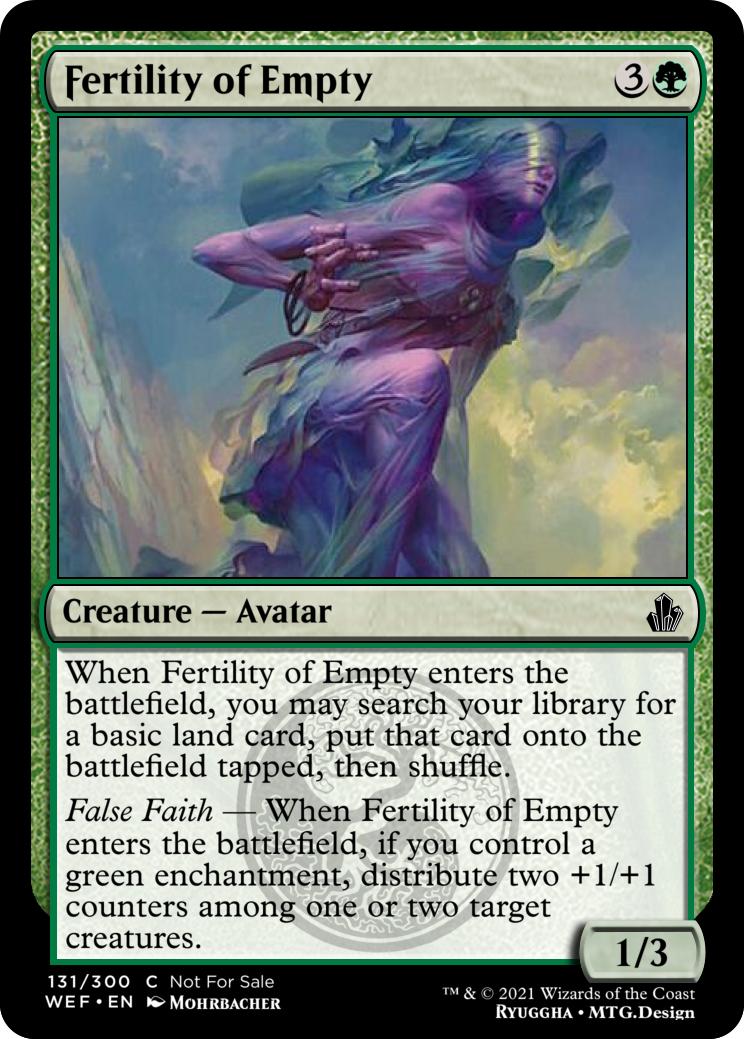 Fertility of Empty 3
Creature — Avatar
When Fertility of Empty enters the
battlefield, you may search your library for
a basic land card, put that card onto the
battlefield tapped, then shuffle.
False Faith — When Fertility of Empty
enters the battlefield, if you control a
green enchantment, distribute two +1/+1
counters among one or two target
creatures.
1/3
131/300 C Not For Sale
WEF • EN Mohrbacher
™ & © 2021 Wizards of the Coast
Ryuggha • MTG.Design